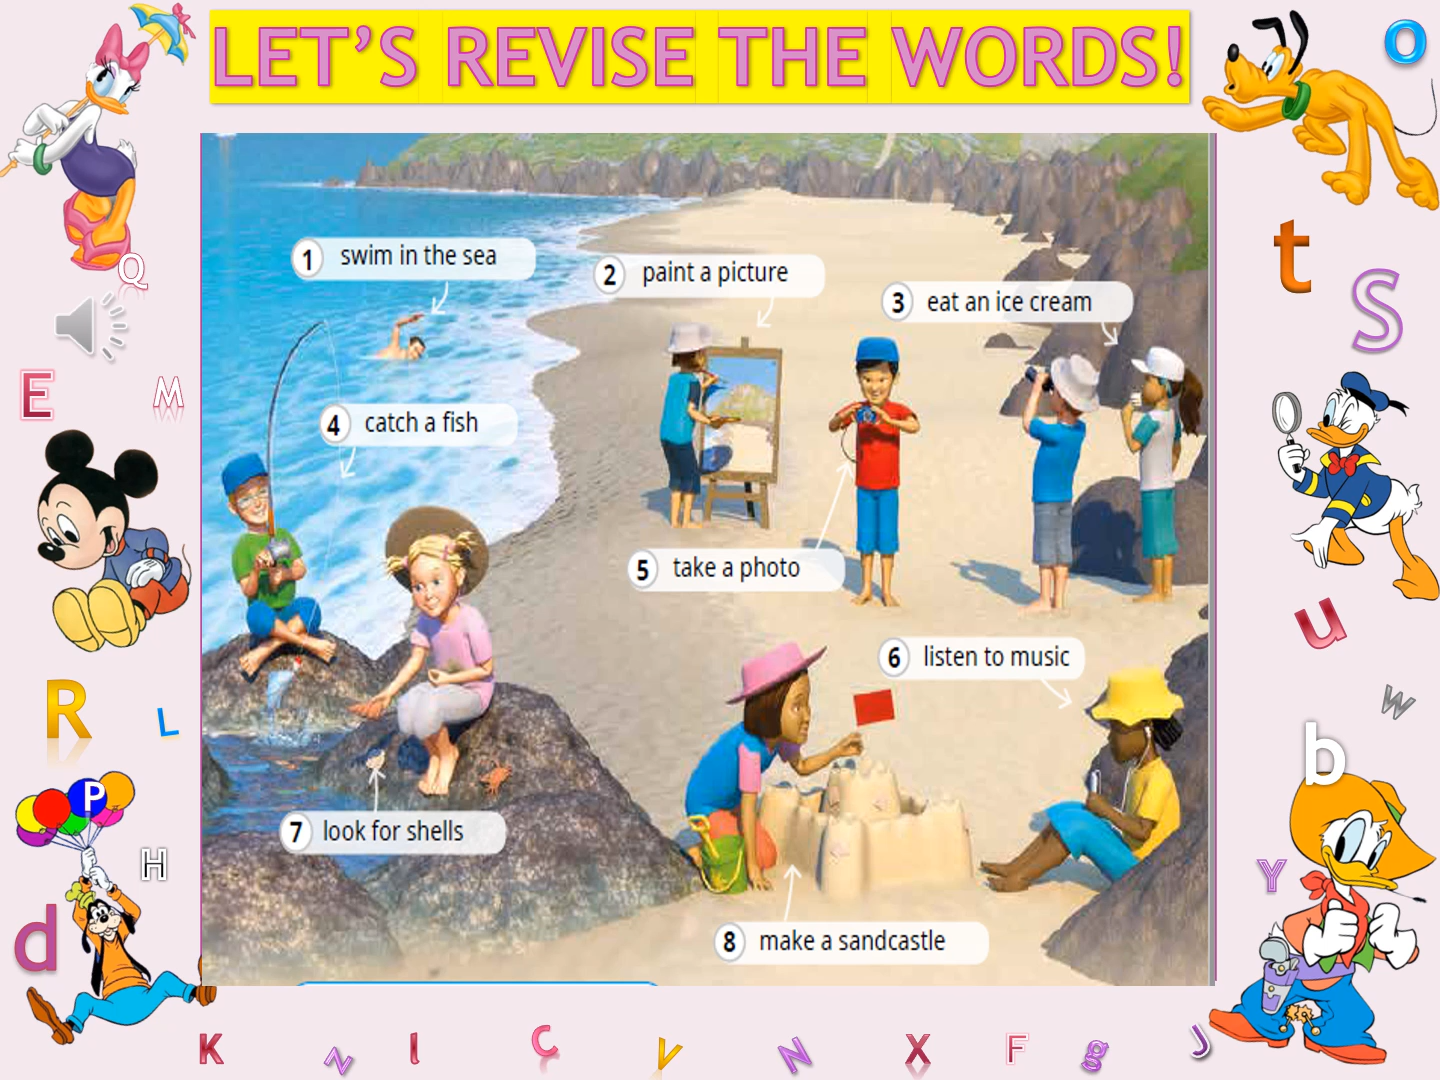 LET’S REVISE THE WORDS!
O
t
S
Q
E
M
R
L
P
H
d
u
W
b
Y
1 swim in the sea
2 paint a picture
3 eat an ice cream
4 catch a fish
5 take a photo
6 listen to music
7 look for shells
8 make a sandcastle
K
N
l
C
V
N
X
F
g
J